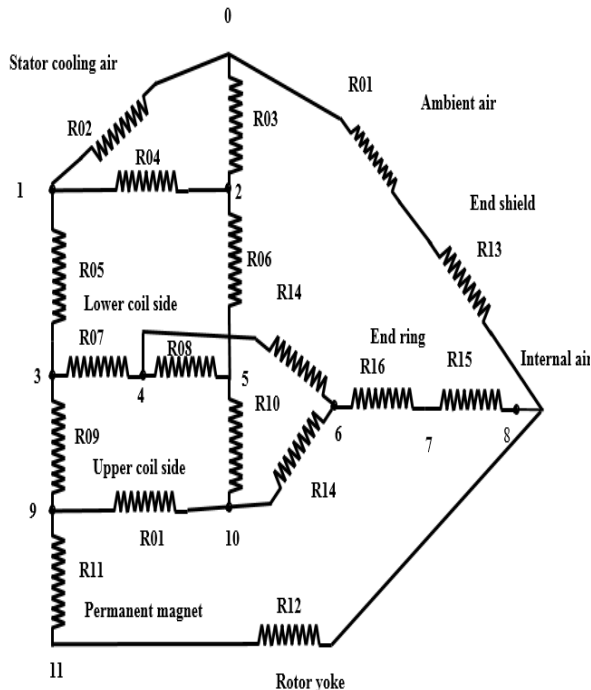 0
Stator cooling air
R01
R02
R03
Ambient air
R04
1
2
End shield
R13
R05
R06
Lower coil side
R14
R07
R08
End ring
R16
R15
Internal air
3
4
5
6
7
8
R09
R10
Upper coil side
R14
9
R01
10
R11
Permanent magnet
R12
11
Rotor yoke